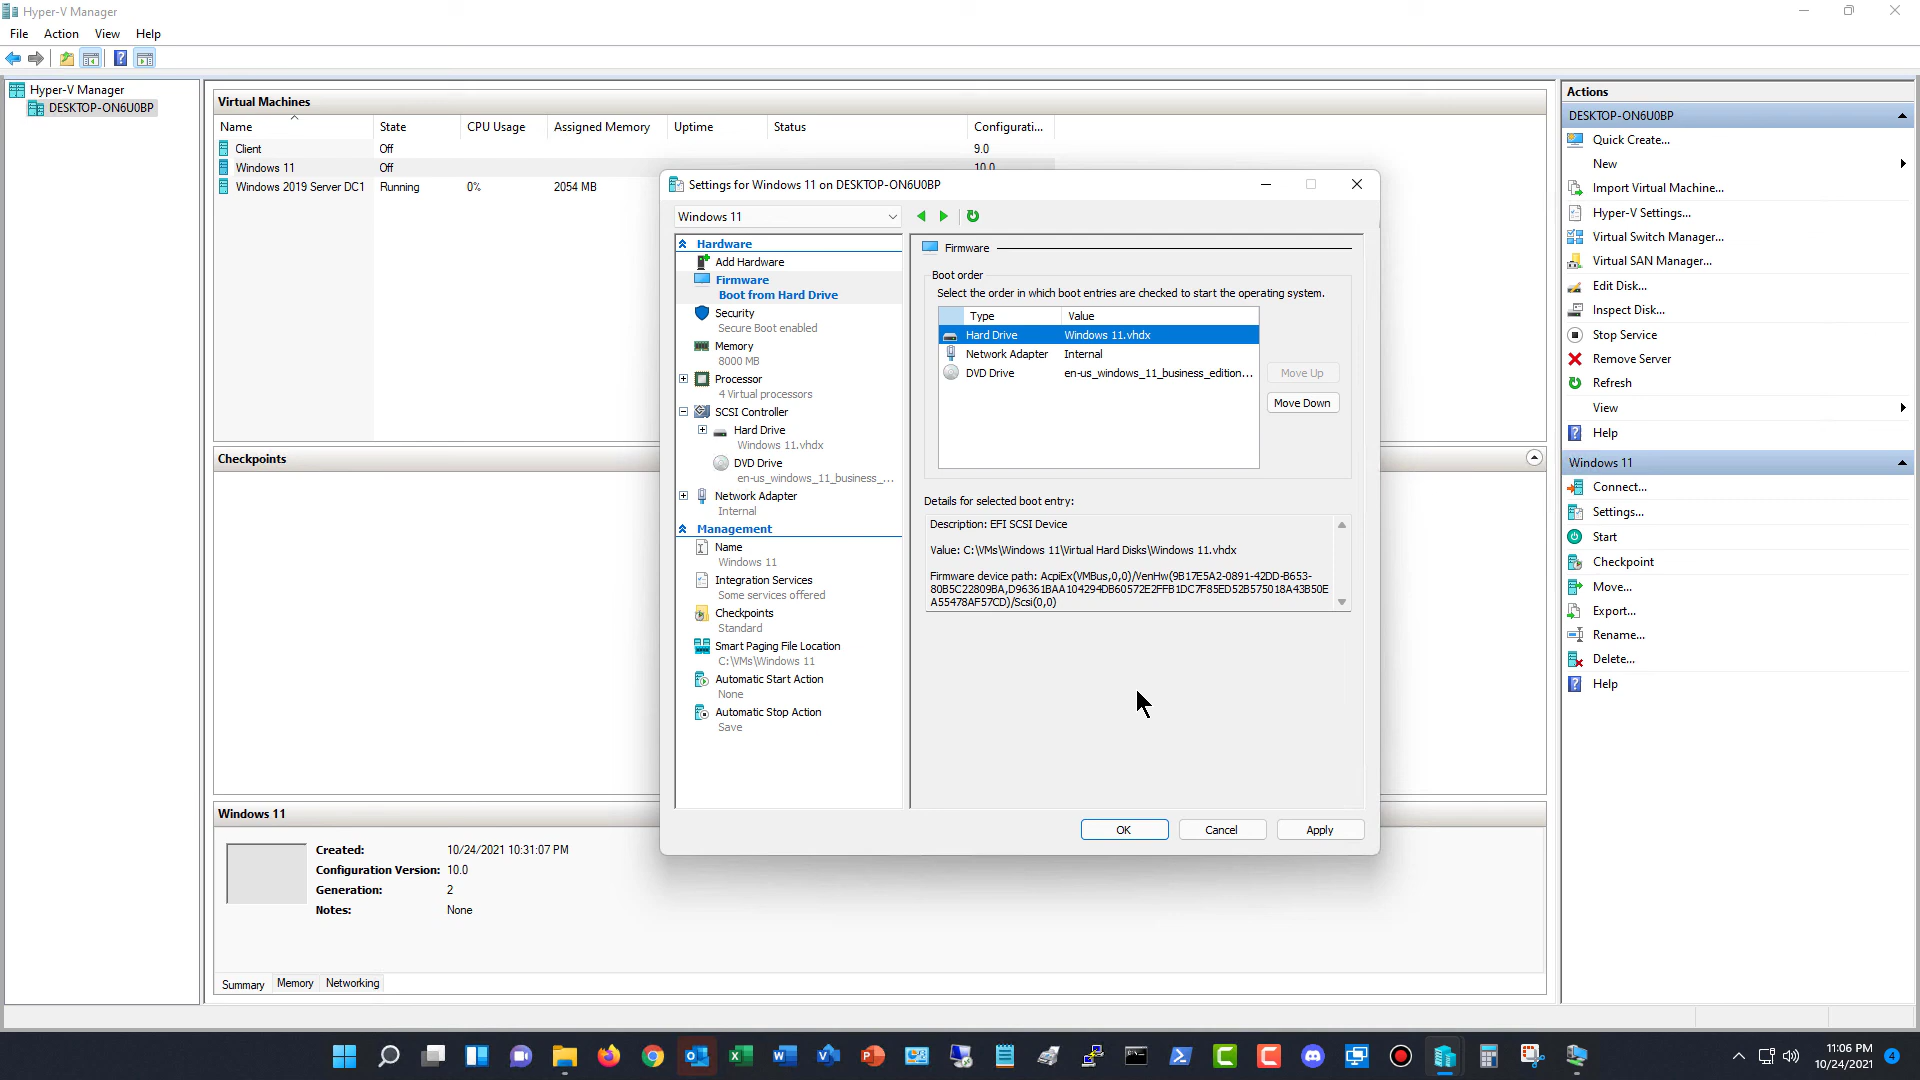 Hyper-V Manager
File Action View Help
Hyper-V Manager
DESKTOP-ON6U0BP
Virtual Machines
Name State CPU Usage Assigned Memory Uptime Status Configurati...
Client Off 9.0
Windows 11 Off 10.0
Windows 2019 Server DC1 Running 0% 2054 MB
Checkpoints
Windows 11
Created: 10/24/2021 10:31:07 PM
Configuration Version: 10.0
Generation: 2
Notes: None
Summary Memory Networking
Settings for Windows 11 on DESKTOP-ON6U0BP
Windows 11
Hardware
Add Hardware
Firmware
Boot from Hard Drive
Security
Secure Boot enabled
Memory
8000 MB
Processor
4 Virtual processors
SCSI Controller
Hard Drive
Windows 11.vhdx
DVD Drive
en-us_windows_11_business_...
Network Adapter
Internal
Management
Name
Windows 11
Integration Services
Some services offered
Checkpoints
Standard
Smart Paging File Location
C:\VMs\Windows 11
Automatic Start Action
None
Automatic Stop Action
Save
Firmware
Boot order
Select the order in which boot entries are checked to start the operating system.
Type Value
Hard Drive Windows 11.vhdx
Network Adapter Internal
DVD Drive en-us_windows_11_business_edition...
Move Up
Move Down
Details for selected boot entry:
Description: EFI SCSI Device
Value: C:\VMs\Windows 11\Virtual Hard Disks\Windows 11.vhdx
Firmware device path: AcpiEx(VMBus,0,0)/VenHw(9B17E5A2-0891-42DD-B653-
80B5C22809BA,D96361BAA104294DB60572E2FFB1DC7F85ED52B575018A43B50E
A55478AF57CD)/Scsi(0,0)
OK Cancel Apply
Actions
DESKTOP-ON6U0BP
Quick Create...
New
Import Virtual Machine...
Hyper-V Settings...
Virtual Switch Manager...
Virtual SAN Manager...
Edit Disk...
Inspect Disk...
Stop Service
Remove Server
Refresh
View
Help
Windows 11
Connect...
Settings...
Start
Checkpoint
Move...
Export...
Rename...
Delete...
Help
11:06 PM
10/24/2021
4